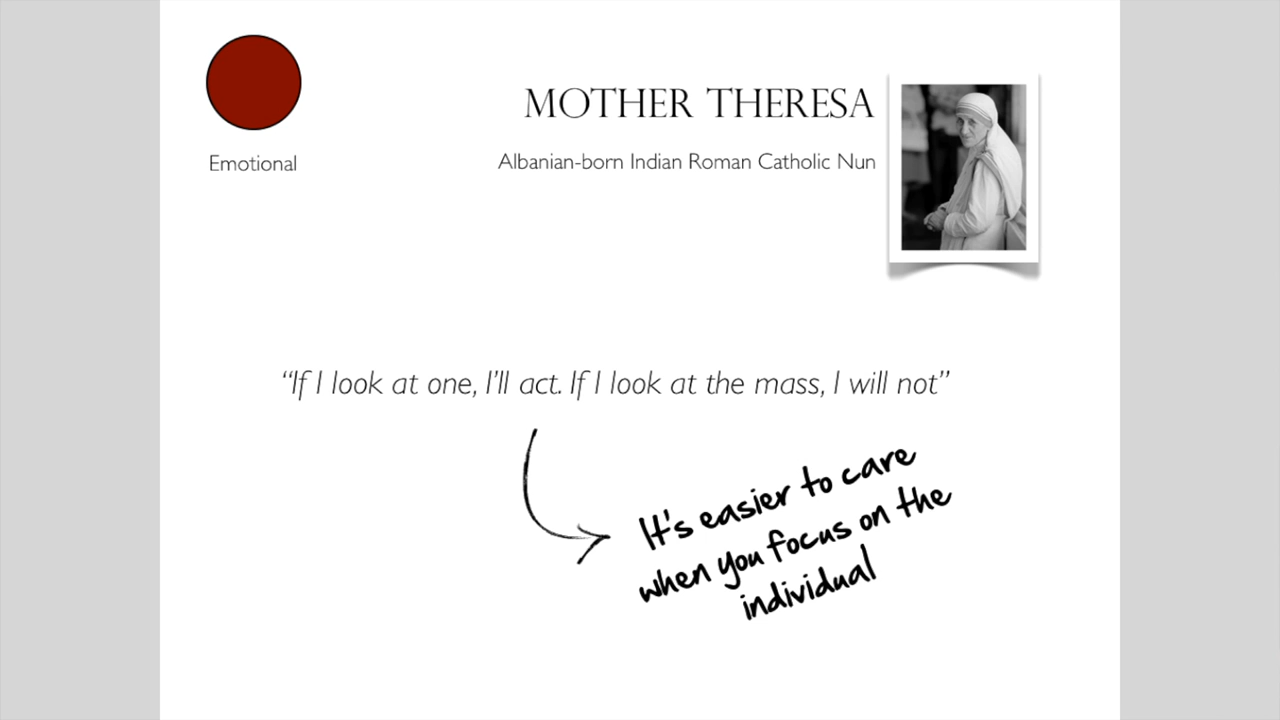 MOTHER THERESA
Emotional
Albanian-born Indian Roman Catholic Nun
“If I look at one, I’ll act. If I look at the mass, I will not”
It's easier to care
when you focus on the
individual